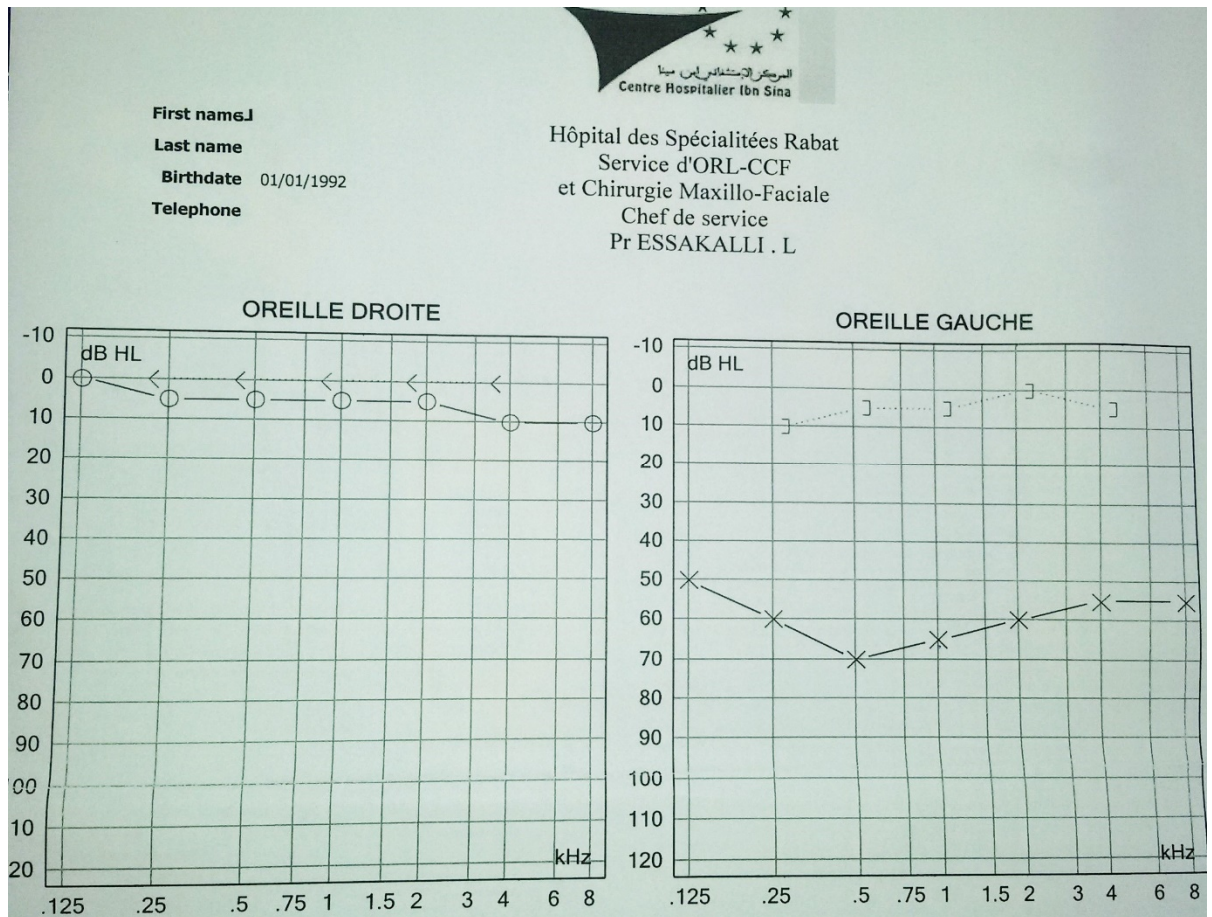 المركز الاستشفائي ابن سينا
Centre Hospitalier Ibn Sina
First name
Last name
Birthdate 01/01/1992
Telephone
Hôpital des Spécialitées Rabat
Service d'ORL-CCF
et Chirurgie Maxillo-Faciale
Chef de service
Pr ESSAKALLI . L
OREILLE DROITE
-10
dB HL
0
10
20
30
40
50
60
70
80
90
00
10
20
kHz
.125 .25 .5 .75 1 1.5 2 3 4 6 8
OREILLE GAUCHE
-10
dB HL
0
10
20
30
40
50
60
70
80
90
100
110
120
kHz
.125 .25 .5 .75 1 1.5 2 3 4 6 8